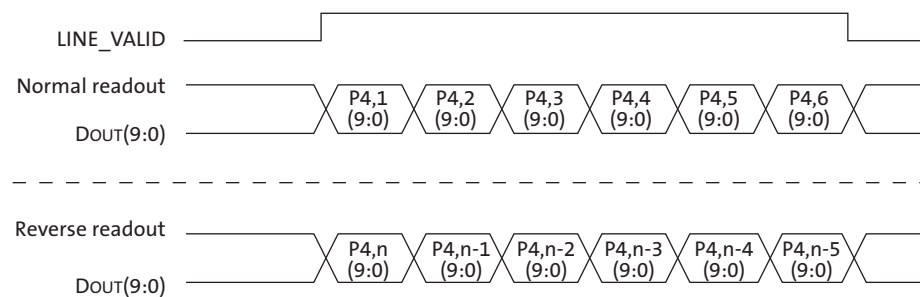 LINE_VALID
Normal readout
DOUT(9:0)
P4,1 P4,2 P4,3 P4,4 P4,5 P4,6
(9:0) (9:0) (9:0) (9:0) (9:0) (9:0)
Reverse readout
DOUT(9:0)
P4,n P4,n-1 P4,n-2 P4,n-3 P4,n-4 P4,n-5
(9:0) (9:0) (9:0) (9:0) (9:0) (9:0)